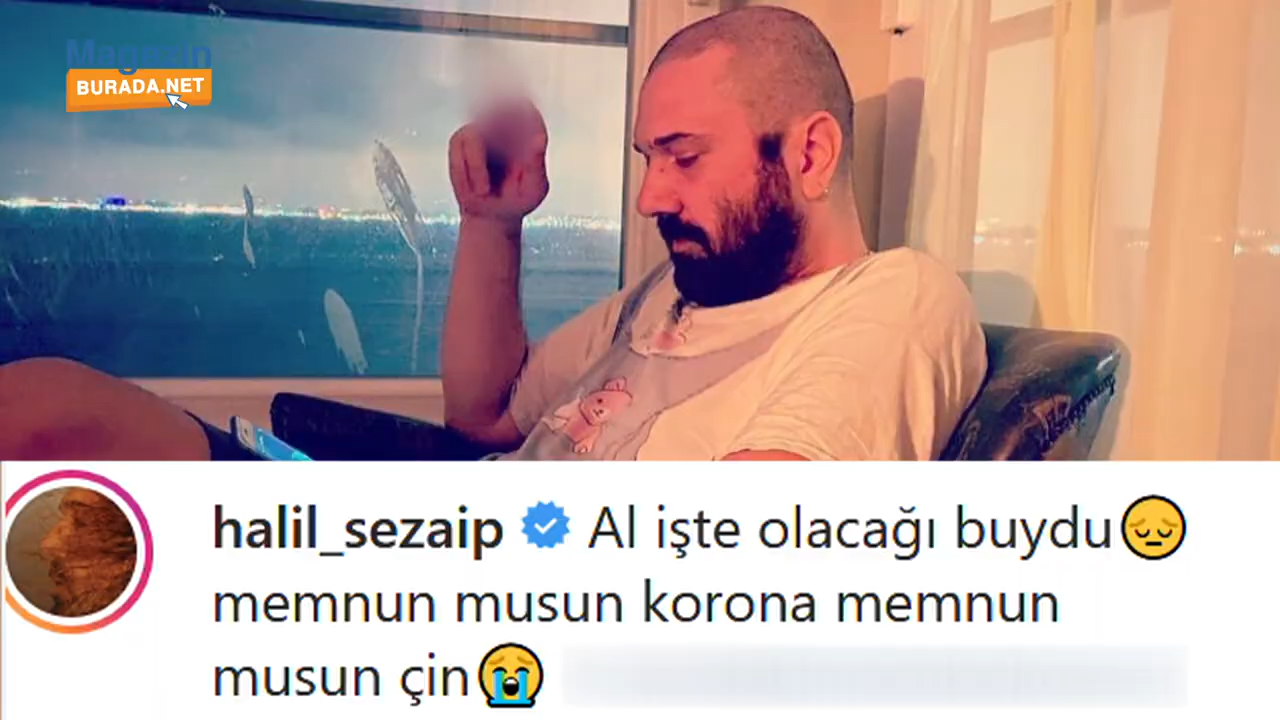 Magazin
BURADA.NET
halil_sezaip Al işte olacağı buydu😔
memnun musun korona memnun
musun çin😭